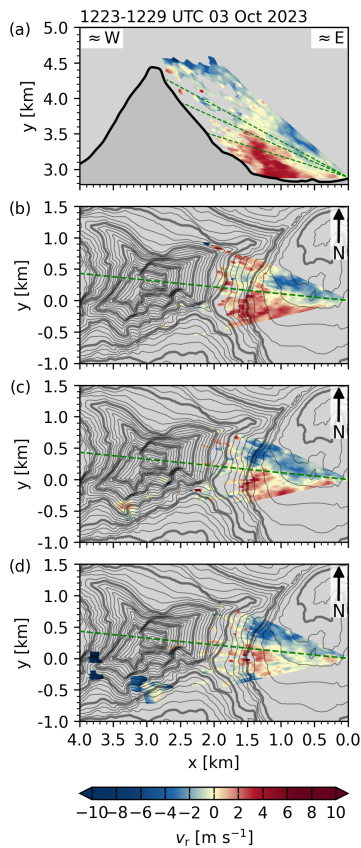 1223-1229 UTC 03 Oct 2023
(a)
≈ W
≈ E
5.0
4.5
4.0
3.5
3.0
y [km]
(b)
1.5
1.0
0.5
0.0
-0.5
-1.0
y [km]
N
(c)
1.5
1.0
0.5
0.0
-0.5
-1.0
y [km]
N
(d)
1.5
1.0
0.5
0.0
-0.5
-1.0
y [km]
N
4.0 3.5 3.0 2.5 2.0 1.5 1.0 0.5 0.0
x [km]
−10 −8 −6 −4 −2 0 2 4 6 8 10
vr [m s⁻¹]